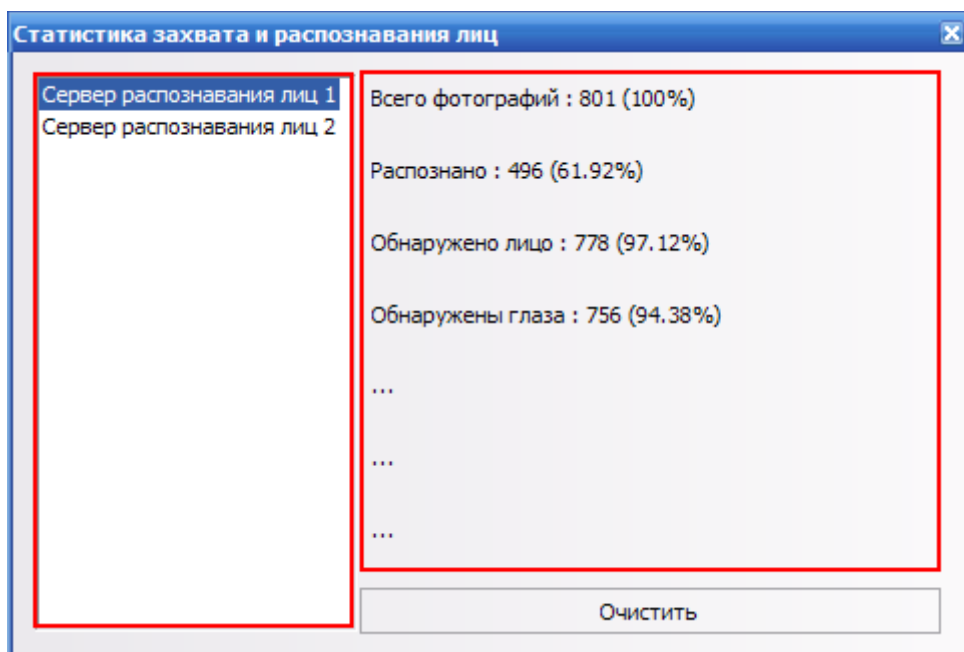 Статистика захвата и распознавания лиц
Сервер распознавания лиц 1
Сервер распознавания лиц 2
Всего фотографий : 801 (100%)
Распознано : 496 (61.92%)
Обнаружено лицо : 778 (97.12%)
Обнаружены глаза : 756 (94.38%)
...
...
...
Очистить